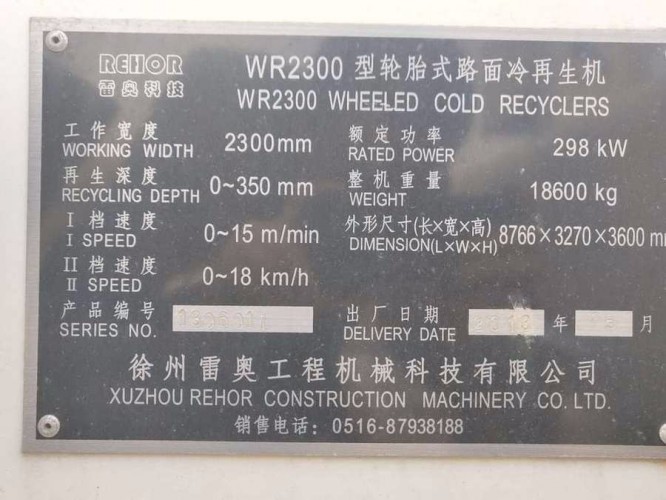 REHOR
雷奥科技
WR2300 型轮胎式路面冷再生机
WR2300 WHEELED COLD RECYCLERS
工作宽度 2300mm
WORKING WIDTH
额定功率 298 kW
RATED POWER
再生深度 0~350 mm
RECYCLING DEPTH
整机重量 18600 kg
WEIGHT
I 档速度 0~15 m/min
I SPEED
外形尺寸(长×宽×高) 8766×3270×3600 mm
DIMENSION(L×W×H)
II 档速度 0~18 km/h
II SPEED
产品编号
SERIES NO.
出厂日期 年 月
DELIVERY DATE
徐州雷奥工程机械科技有限公司
XUZHOU REHOR CONSTRUCTION MACHINERY CO. LTD.
销售电话: 0516-87938188